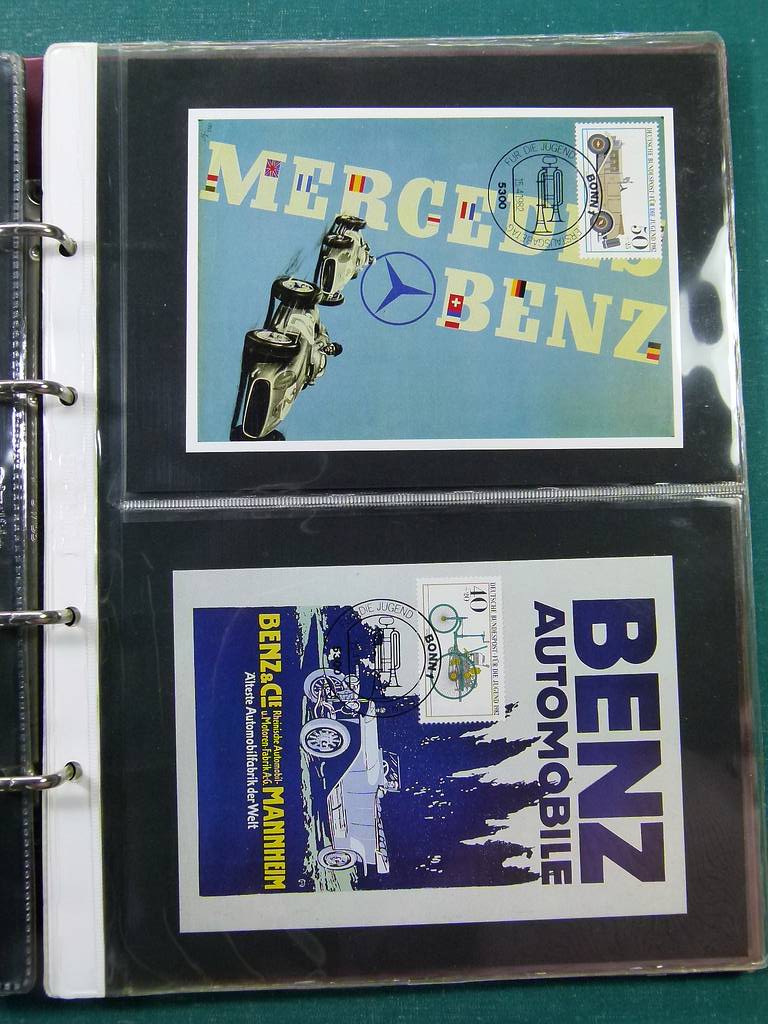 MERCEDES
BENZ
FÜR DIE JUGEND
BONN 1
5300
ERSTAUSGABETAG
DEUTSCHE BUNDESPOST · FÜR DIE JUGEND 1982
50
BENZ
AUTOMOBILE
DEUTSCHE BUNDESPOST · FÜR DIE JUGEND 1982
40
DIE JUGEND
BONN 1
BENZ & CIE Rheinische Automobil- u. Motoren-Fabrik A.G. MANNHEIM
Älteste Automobilfabrik der Welt